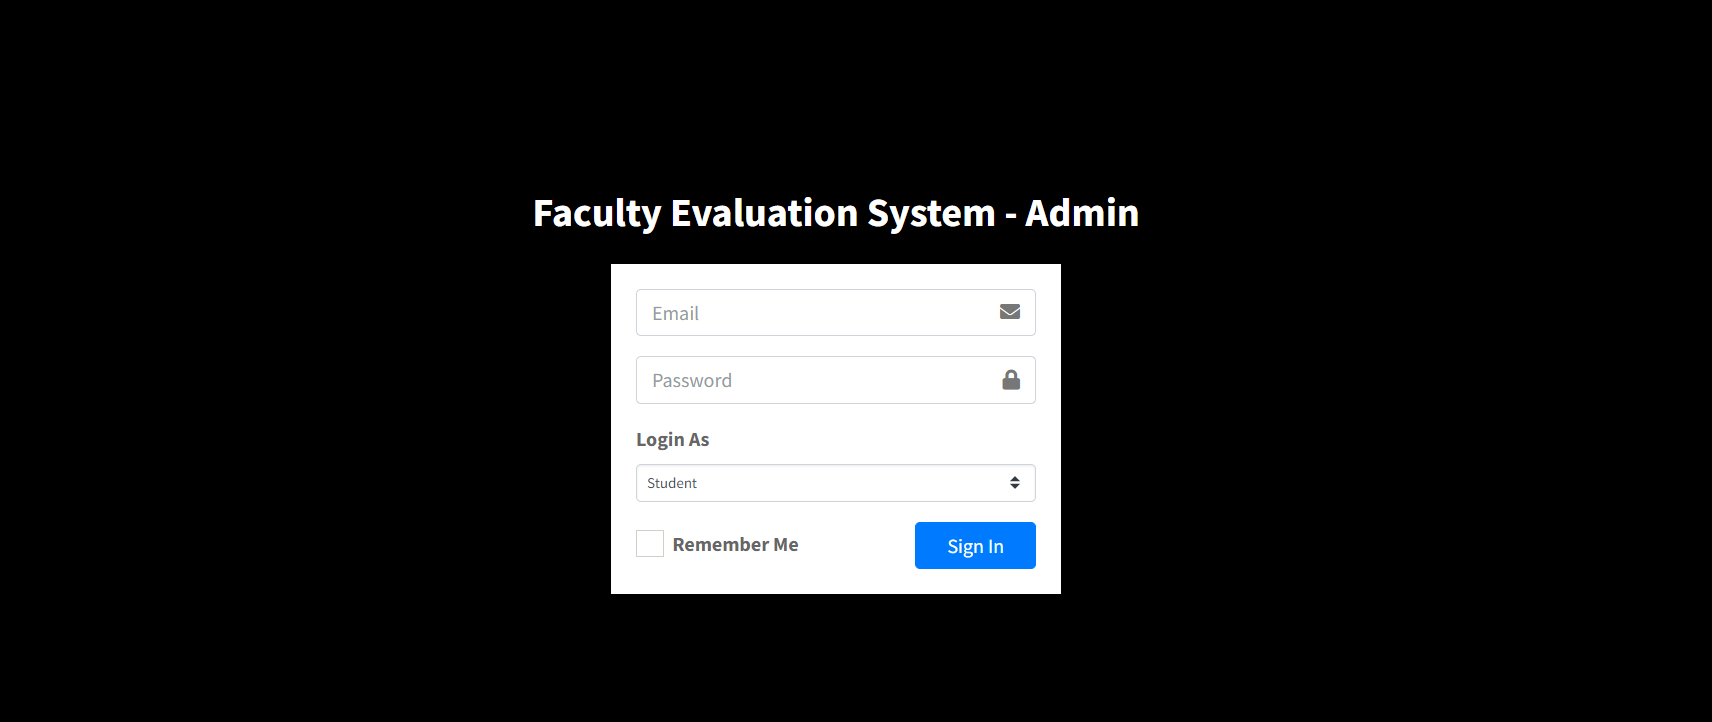 Faculty Evaluation System - Admin
Email
Password
Login As
Student
Remember Me
Sign In